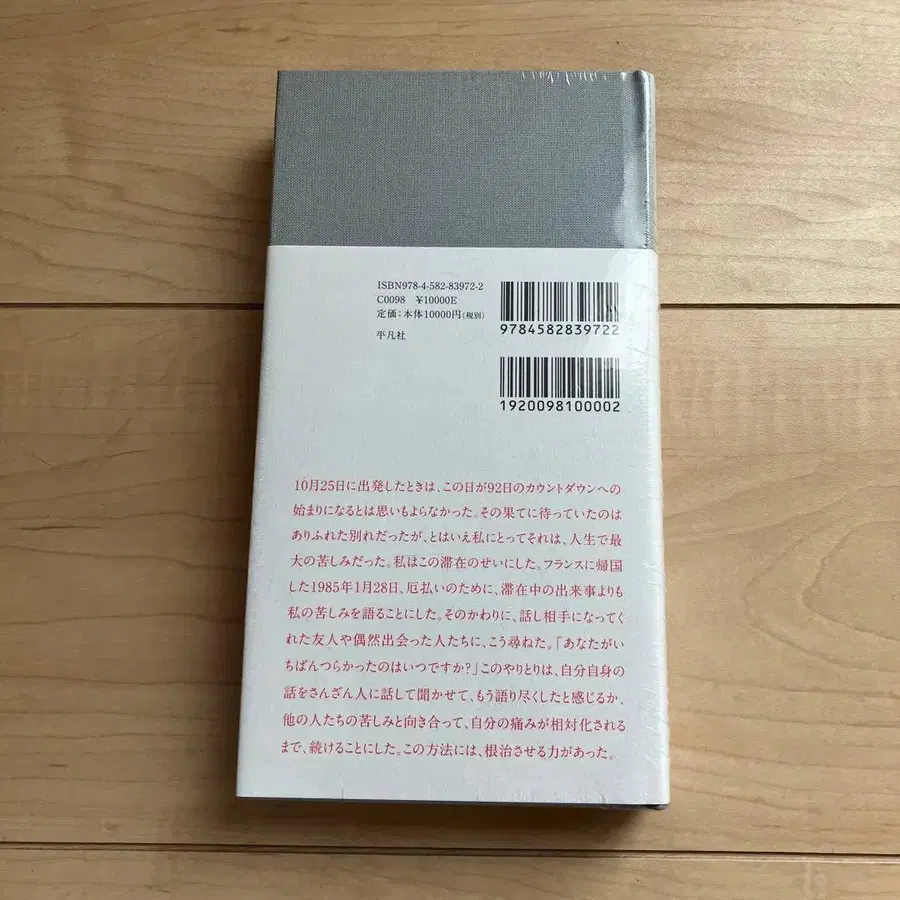 ISBN978-4-582-83972-2
C0098 ¥10000E
定価:本体10000円(税別)
平凡社
9784582839722
1920098100002
10月25日に出発したときは、この日が92日のカウントダウンへの
始まりになるとは思いもよらなかった。その果てに待っていたのは
ありふれた別れだったが、とはいえ私にとってそれは、人生で最
大の苦しみだった。私はこの滞在のせいにした。フランスに帰国
した1985年1月28日、厄払いのために、滞在中の出来事よりも
私の苦しみを語ることにした。そのかわりに、話し相手になってく
れた友人や偶然出会った人たちに、こう尋ねた。「あなたがい
ちばんつらかったのはいつですか?」このやりとりは、自分自身の
話をさんざん人に話して聞かせて、もう語り尽くしたと感じるか、
他の人たちの苦しみと向き合って、自分の痛みが相対化される
まで、続けることにした。この方法には、根治させる力があった。